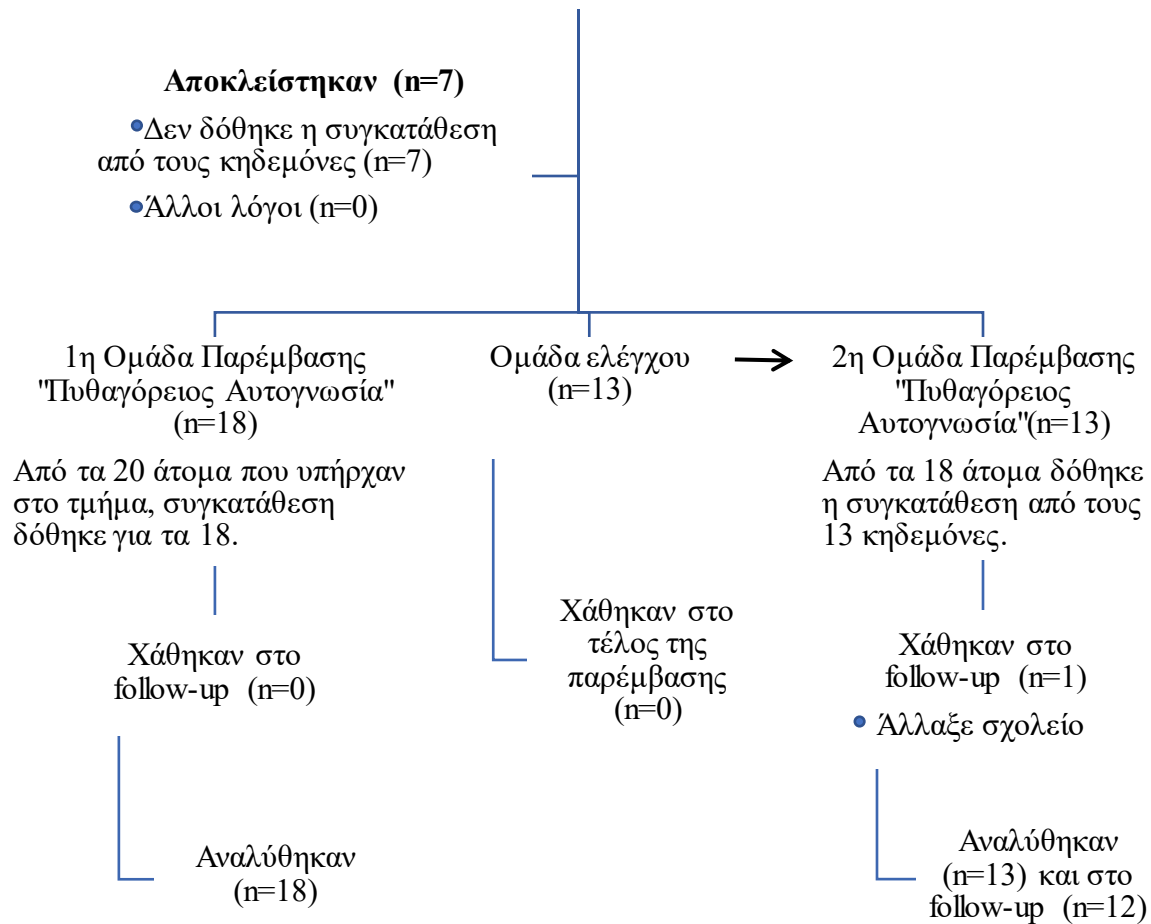 Αποκλείστηκαν (n=7)
•Δεν δόθηκε η συγκατάθεση
από τους κηδεμόνες (n=7)
•Άλλοι λόγοι (n=0)
1η Ομάδα Παρέμβασης
"Πυθαγόρειος Αυτογνωσία"
(n=18)
Από τα 20 άτομα που υπήρχαν
στο τμήμα, συγκατάθεση
δόθηκε για τα 18.
Χάθηκαν στο
follow-up (n=0)
Αναλύθηκαν
(n=18)
Ομάδα ελέγχου
(n=13)
Χάθηκαν στο
τέλος της
παρέμβασης
(n=0)
2η Ομάδα Παρέμβασης
"Πυθαγόρειος
Αυτογνωσία"(n=13)
Από τα 18 άτομα δόθηκε
η συγκατάθεση από τους
13 κηδεμόνες.
Χάθηκαν στο
follow-up (n=1)
• Άλλαξε σχολείο
Αναλύθηκαν
(n=13) και στο
follow-up (n=12)